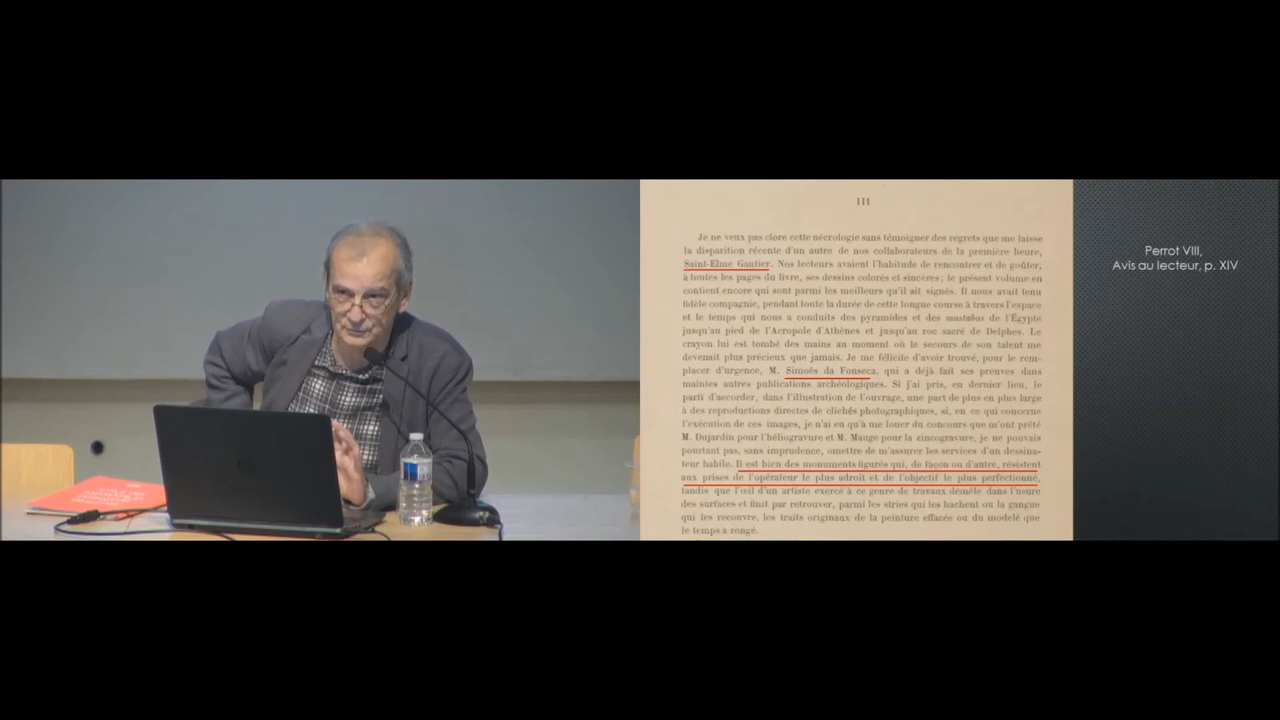 III
Je ne veux pas clore cette nécrologie sans témoigner des regrets que me laisse
la disparition récente d'un autre de nos collaborateurs de la première heure,
Saint-Elme Gautier. Nos lecteurs avaient l'habitude de rencontrer et de goûter,
à toutes les pages du livre, ses dessins colorés et sincères; le présent volume en
contient encore qui sont parmi les meilleurs qu'il ait signés. Il nous avait tenu
fidèle compagnie, pendant toute la durée de cette longue course à travers l'espace
et le temps qui nous a conduits des pyramides et des mastabas de l'Égypte
jusqu'au pied de l'Acropole d'Athènes et jusqu'au roc sacré de Delphes. Le
crayon lui est tombé des mains au moment où le secours de son talent me
devenait plus précieux que jamais. Je me félicite d'avoir trouvé, pour le rem-
placer d'urgence, M. Simoès da Fonseca, qui a déjà fait ses preuves dans
maintes autres publications archéologiques. Si j'ai pris, en dernier lieu, le
parti d'accorder, dans l'illustration de l'ouvrage, une part de plus en plus large
à des reproductions directes de clichés photographiques, si, en ce qui concerne
l'exécution de ces images, je n'ai eu qu'à me louer du concours que m'ont prêté
M. Dujardin pour l'héliogravure et M. Mauge pour la zincogravure, je ne pouvais
pourtant pas, sans imprudence, omettre de m'assurer les services d'un dessina-
teur habile. Il est bien des monuments figurés qui, de façon ou d'autre, résistent
aux prises de l'opérateur le plus adroit et de l'objectif le plus perfectionné,
tandis que l'œil d'un artiste exercé à ce genre de travaux démêle dans l'usure
des surfaces et finit par retrouver, parmi les stries qui les hachent ou la gangue
qui les recouvre, les traits originaux de la peinture effacée ou du modelé que
le temps a rongé.
Perrot VIII,
Avis au lecteur, p. XIV